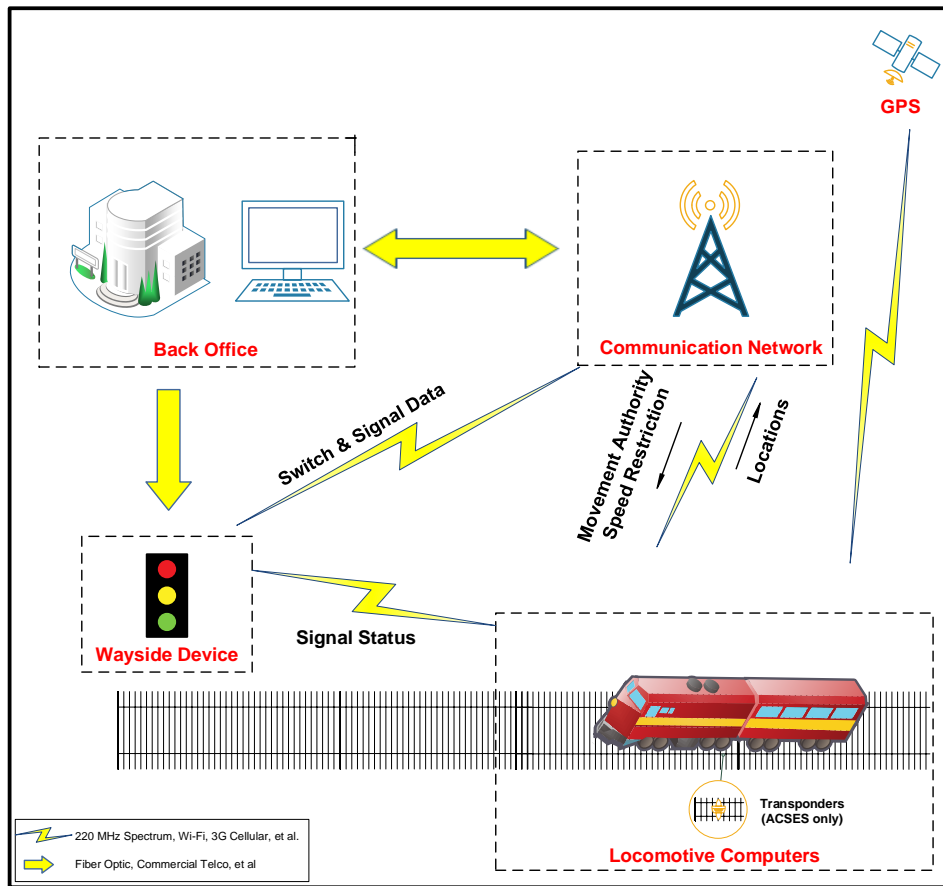 GPS
Back Office
Communication Network
Switch & Signal Data
Movement Authority
Speed Restriction
Locations
Wayside Device
Signal Status
Transponders
(ACSES only)
Locomotive Computers
220 MHz Spectrum, Wi-Fi, 3G Cellular, et al.
Fiber Optic, Commercial Telco, et al